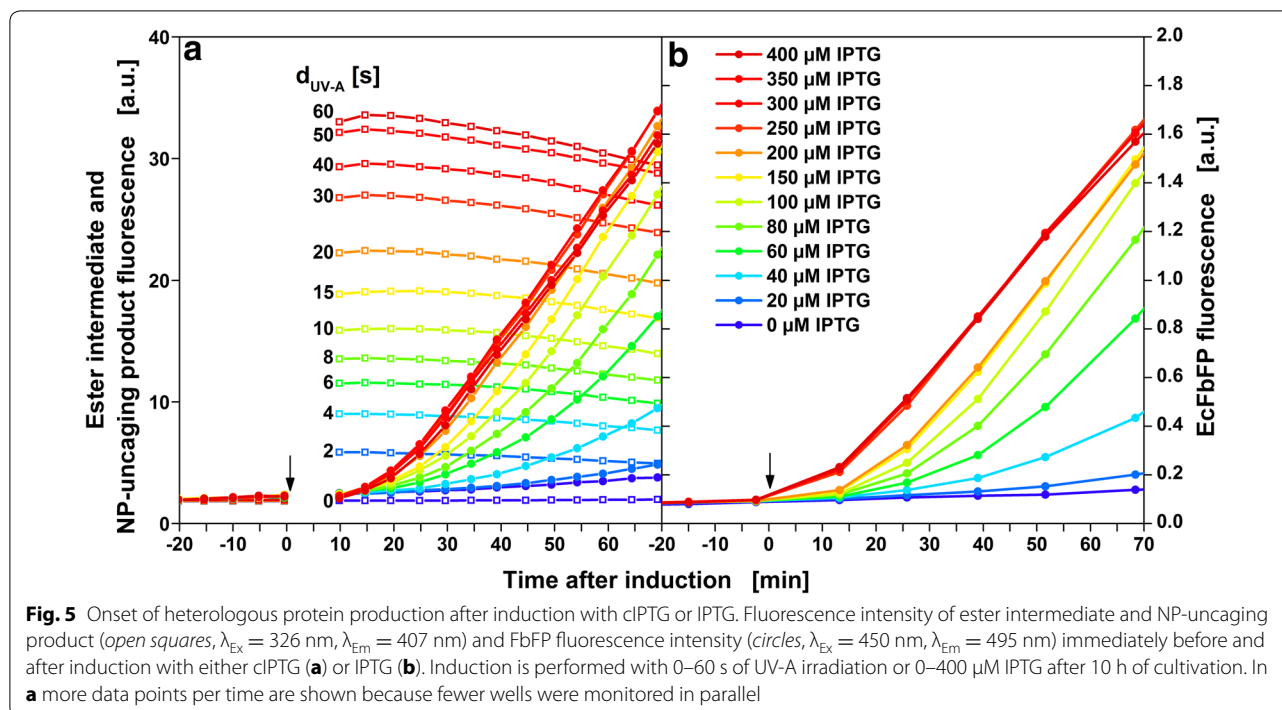 40
30
20
10
0
Ester intermediate and
NP-uncaging product fluorescence [a.u.]
a
d_UV-A [s]
60
50
40
30
20
15
10
8
6
4
2
0
-20 -10 0 10 20 30 40 50 60 -20 -10 0 10 20 30 40 50 60 70
Time after induction [min]
b
400 µM IPTG
350 µM IPTG
300 µM IPTG
250 µM IPTG
200 µM IPTG
150 µM IPTG
100 µM IPTG
80 µM IPTG
60 µM IPTG
40 µM IPTG
20 µM IPTG
0 µM IPTG
2.0
1.8
1.6
1.4
1.2
1.0
0.8
0.6
0.4
0.2
0.0
EcFbFP fluorescence [a.u.]
Fig. 5 Onset of heterologous protein production after induction with cIPTG or IPTG. Fluorescence intensity of ester intermediate and NP-uncaging
product (open squares, λEx = 326 nm, λEm = 407 nm) and FbFP fluorescence intensity (circles, λEx = 450 nm, λEm = 495 nm) immediately before and
after induction with either cIPTG (a) or IPTG (b). Induction is performed with 0–60 s of UV-A irradiation or 0–400 µM IPTG after 10 h of cultivation. In
a more data points per time are shown because fewer wells were monitored in parallel